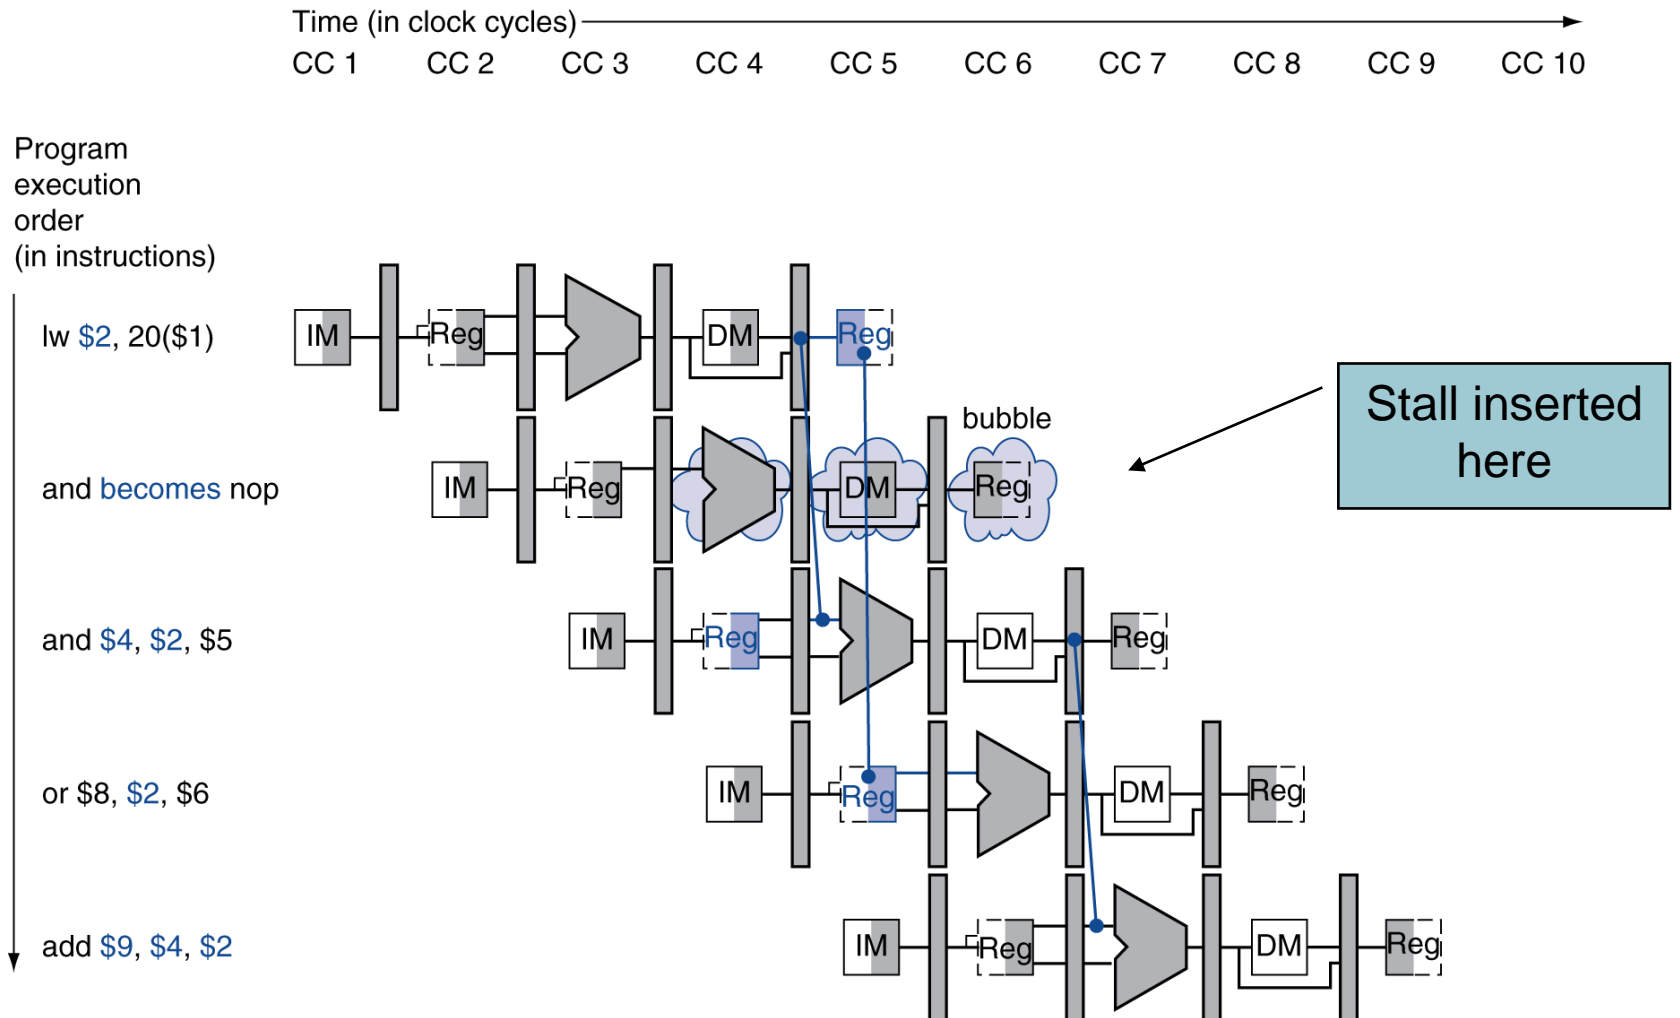 Time (in clock cycles)
CC 1 CC 2 CC 3 CC 4 CC 5 CC 6 CC 7 CC 8 CC 9 CC 10
Program
execution
order
(in instructions)
lw $2, 20($1)
IM Reg DM Reg
Stall inserted
here
bubble
and becomes nop
IM Reg DM Reg
and $4, $2, $5
IM Reg DM Reg
or $8, $2, $6
IM Reg DM Reg
add $9, $4, $2
IM Reg DM Reg